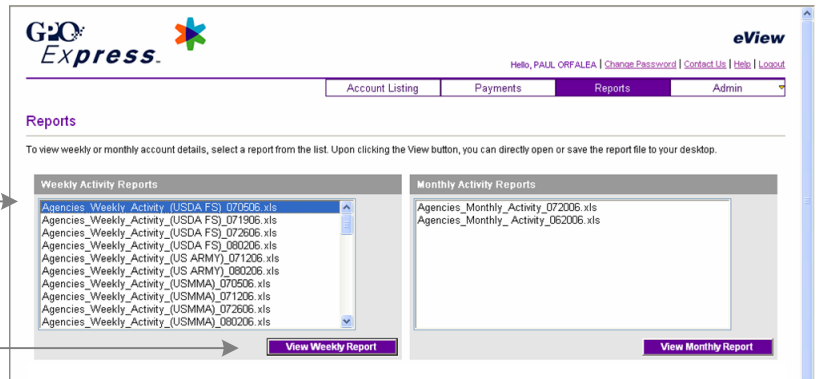 GPO
Express.
eView
Hello, PAUL ORFALEA | Change Password | Contact Us | Help | Logout
Account Listing Payments Reports Admin
Reports
To view weekly or monthly account details, select a report from the list. Upon clicking the View button, you can directly open or save the report file to your desktop.
Weekly Activity Reports
Agencies_Weekly_Activity_(USDA FS)_070506.xls
Agencies_Weekly_Activity_(USDA FS)_071906.xls
Agencies_Weekly_Activity_(USDA FS)_072606.xls
Agencies_Weekly_Activity_(USDA FS)_080206.xls
Agencies_Weekly_Activity_(US ARMY)_071206.xls
Agencies_Weekly_Activity_(US ARMY)_080206.xls
Agencies_Weekly_Activity_(USMMA)_070506.xls
Agencies_Weekly_Activity_(USMMA)_071206.xls
Agencies_Weekly_Activity_(USMMA)_072606.xls
Agencies_Weekly_Activity_(USMMA)_080206.xls
View Weekly Report
Monthly Activity Reports
Agencies_Monthly_Activity_072006.xls
Agencies_Monthly_ Activity_062006.xls
View Monthly Report